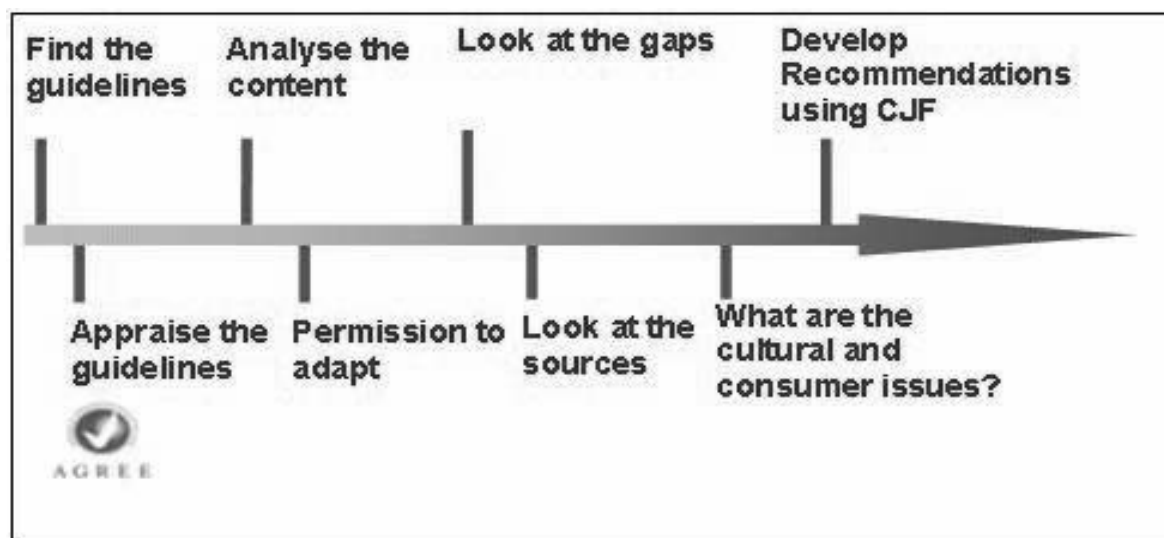 Find the
guidelines
Analyse the
content
Look at the gaps
Develop
Recommendations
using CJF
Appraise the
guidelines
Permission to
adapt
Look at the
sources
What are the
cultural and
consumer issues?
AGREE